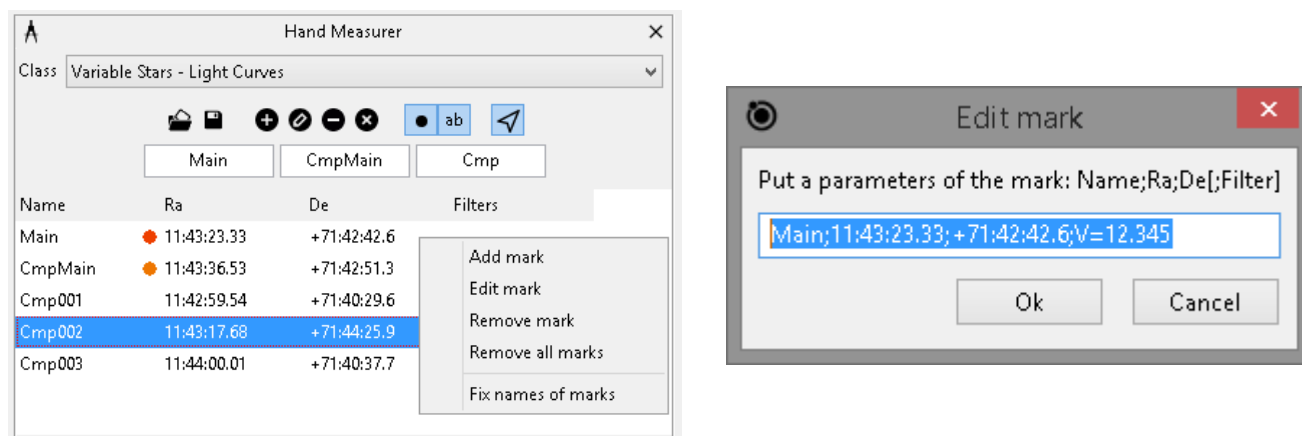 Hand Measurer
Class Variable Stars - Light Curves
ab
Main CmpMain Cmp
Name Ra De Filters
Main 11:43:23.33 +71:42:42.6
CmpMain 11:43:36.53 +71:42:51.3
Cmp001 11:42:59.54 +71:40:29.6
Cmp002 11:43:17.68 +71:44:25.9
Cmp003 11:44:00.01 +71:40:37.7
Add mark
Edit mark
Remove mark
Remove all marks
Fix names of marks
Edit mark
Put a parameters of the mark: Name;Ra;De[;Filter]
Main;11:43:23.33;+71:42:42.6;V=12.345
Ok Cancel